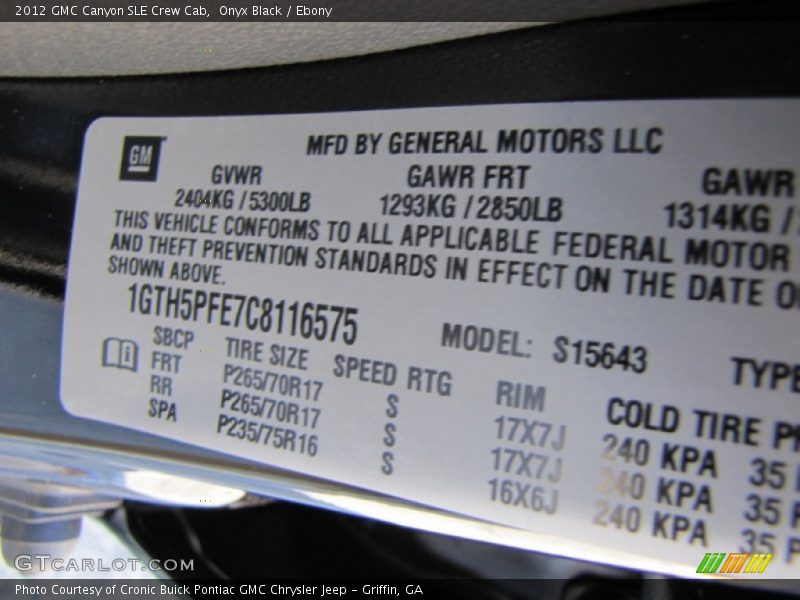 2012 GMC Canyon SLE Crew Cab, Onyx Black / Ebony
GM
MFD BY GENERAL MOTORS LLC
GVWR GAWR FRT GAWR
2404KG / 5300LB 1293KG / 2850LB 1314KG /
THIS VEHICLE CONFORMS TO ALL APPLICABLE FEDERAL MOTOR
AND THEFT PREVENTION STANDARDS IN EFFECT ON THE DATE
SHOWN ABOVE.
1GTH5PFE7C8116575 MODEL: S15643 TYPE
SBCP TIRE SIZE SPEED RTG RIM COLD TIRE
FRT P265/70R17 S 17X7J 240 KPA 35
RR P265/70R17 S 17X7J 240 KPA 35
SPA P235/75R16 S 16X6J 240 KPA 35
GTCARLOT.COM
Photo Courtesy of Cronic Buick Pontiac GMC Chrysler Jeep - Griffin, GA